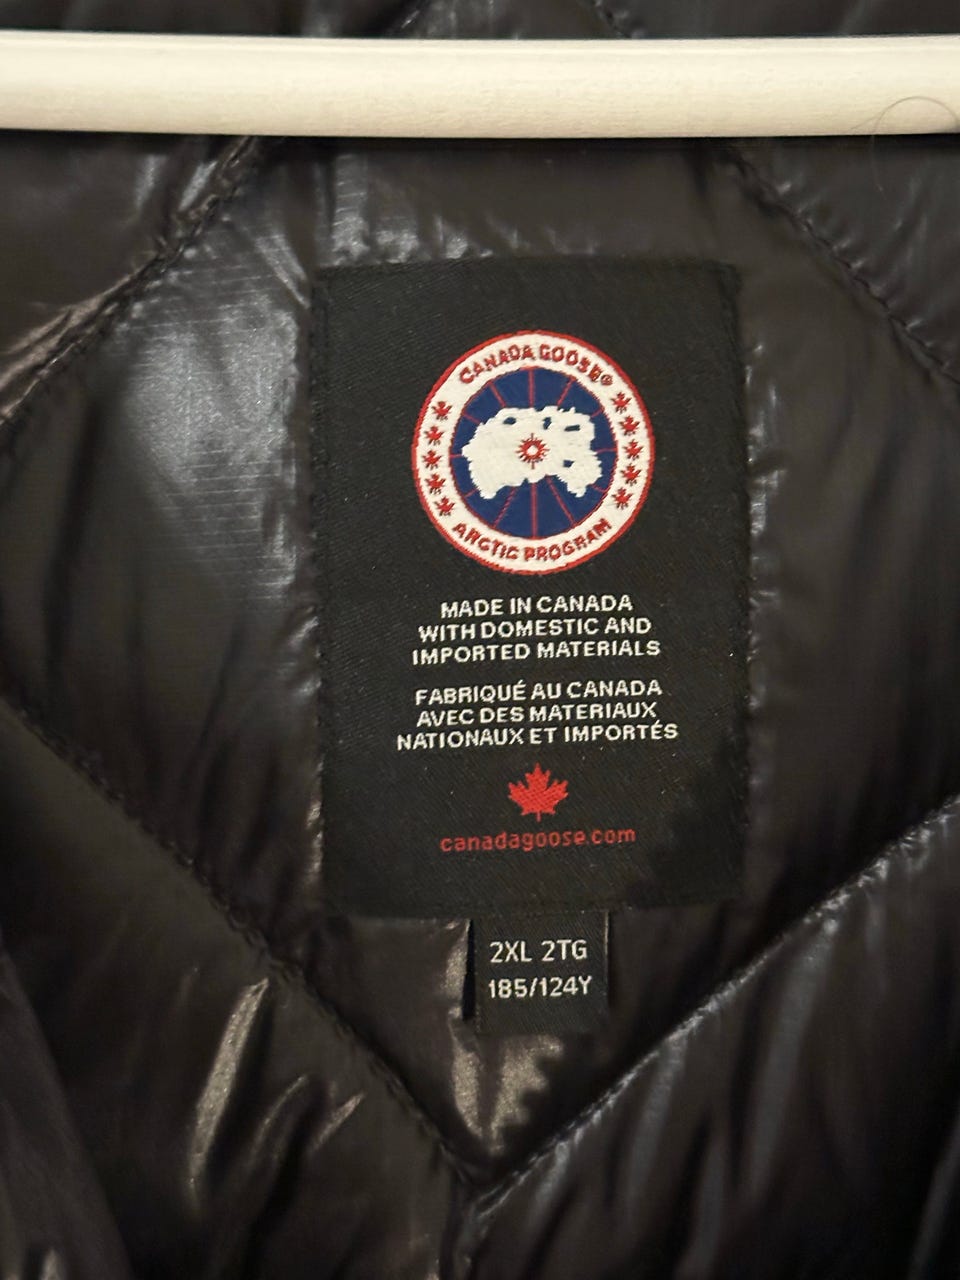 CANADA GOOSE®
ARCTIC PROGRAM
MADE IN CANADA
WITH DOMESTIC AND
IMPORTED MATERIALS
FABRIQUÉ AU CANADA
AVEC DES MATERIAUX
NATIONAUX ET IMPORTÉS
canadagoose.com
2XL 2TG
185/124Y